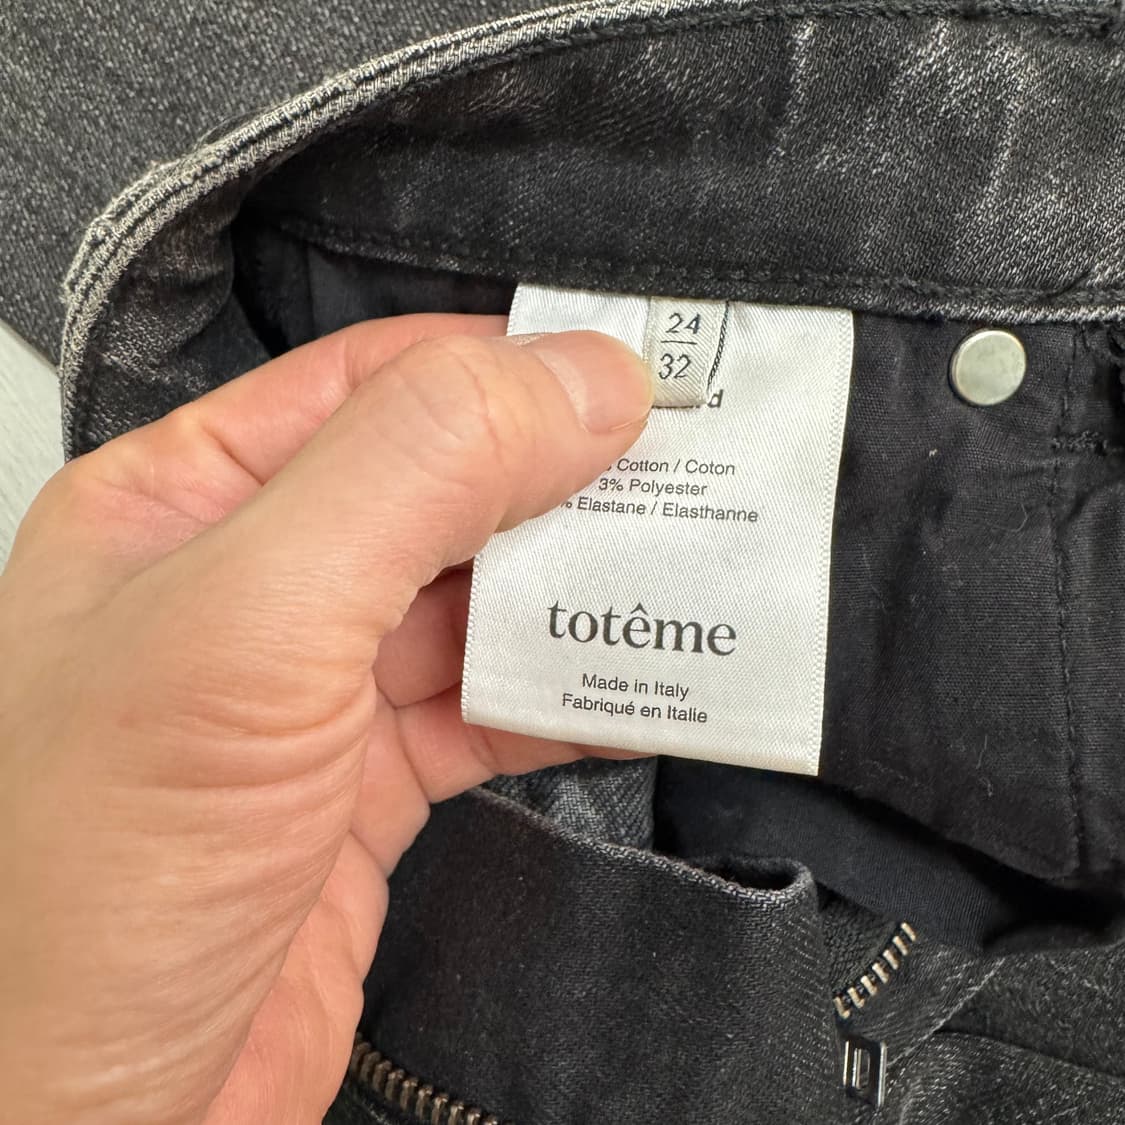 24
32
Cotton / Coton
3% Polyester
% Elastane / Elasthanne
totême
Made in Italy
Fabriqué en Italie